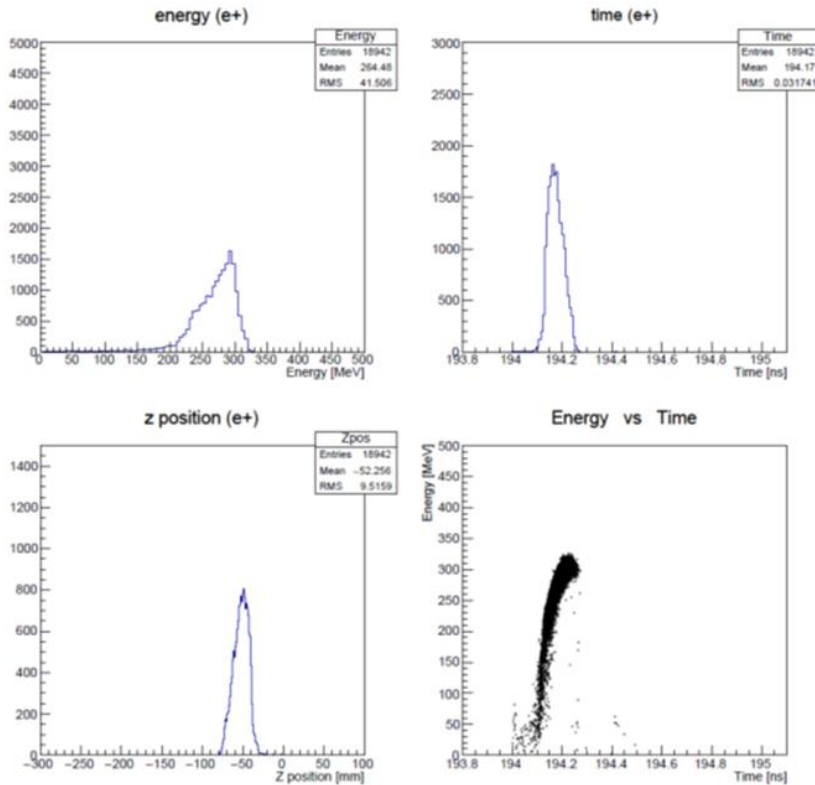 energy (e+)
Energy
Entries 18942
Mean 264.48
RMS 41.506
5000
4500
4000
3500
3000
2500
2000
1500
1000
500
0
0 50 100 150 200 250 300 350 400 450 500
Energy [MeV]
time (e+)
Time
Entries 18942
Mean 194.17
RMS 0.031741
3000
2500
2000
1500
1000
500
0
193.8 194 194.2 194.4 194.6 194.8 195
Time [ns]
z position (e+)
Zpos
Entries 18942
Mean −52.256
RMS 9.5159
1400
1200
1000
800
600
400
200
0
−300 −250 −200 −150 −100 −50 0 50 100
Z position [mm]
Energy vs Time
Energy [MeV]
500
450
400
350
300
250
200
150
100
50
0
193.8 194 194.2 194.4 194.6 194.8 195
Time [ns]